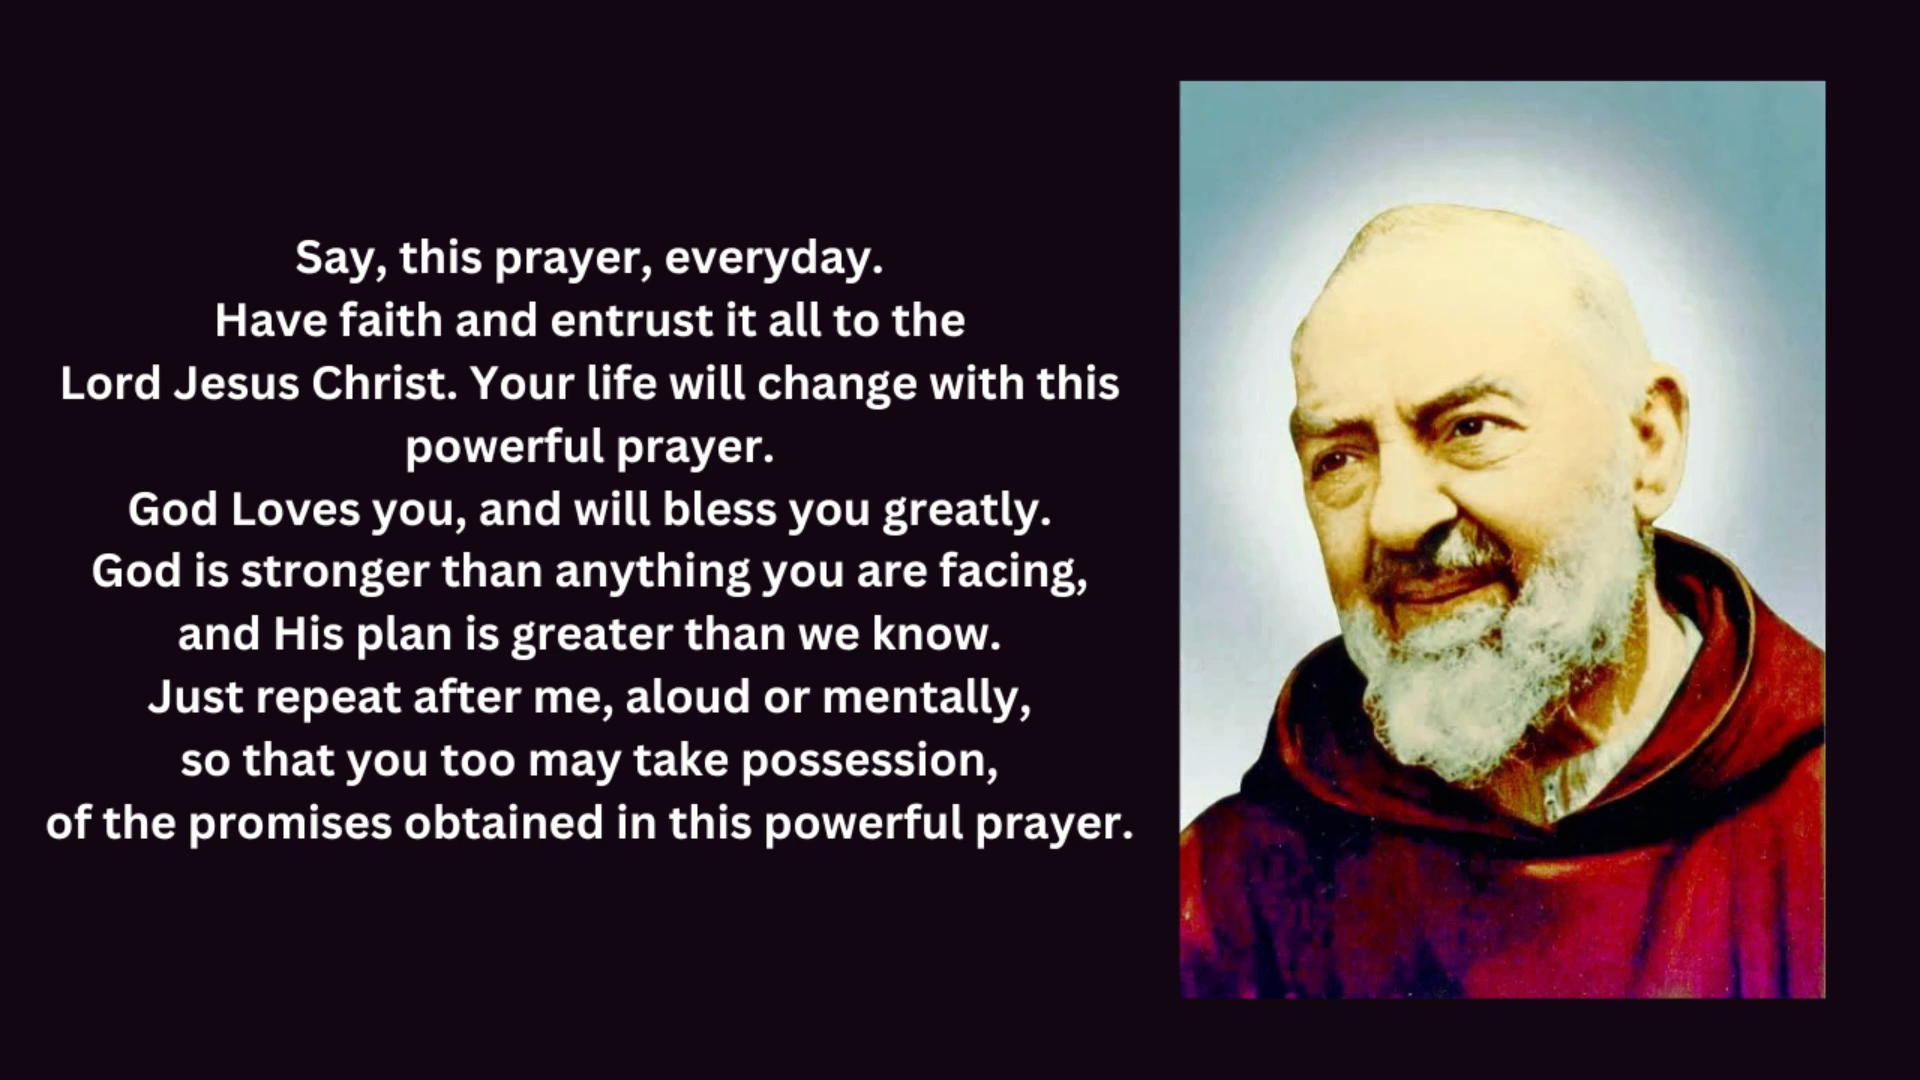 Say, this prayer, everyday.
Have faith and entrust it all to the
Lord Jesus Christ. Your life will change with this
powerful prayer.
God Loves you, and will bless you greatly.
God is stronger than anything you are facing,
and His plan is greater than we know.
Just repeat after me, aloud or mentally,
so that you too may take possession,
of the promises obtained in this powerful prayer.